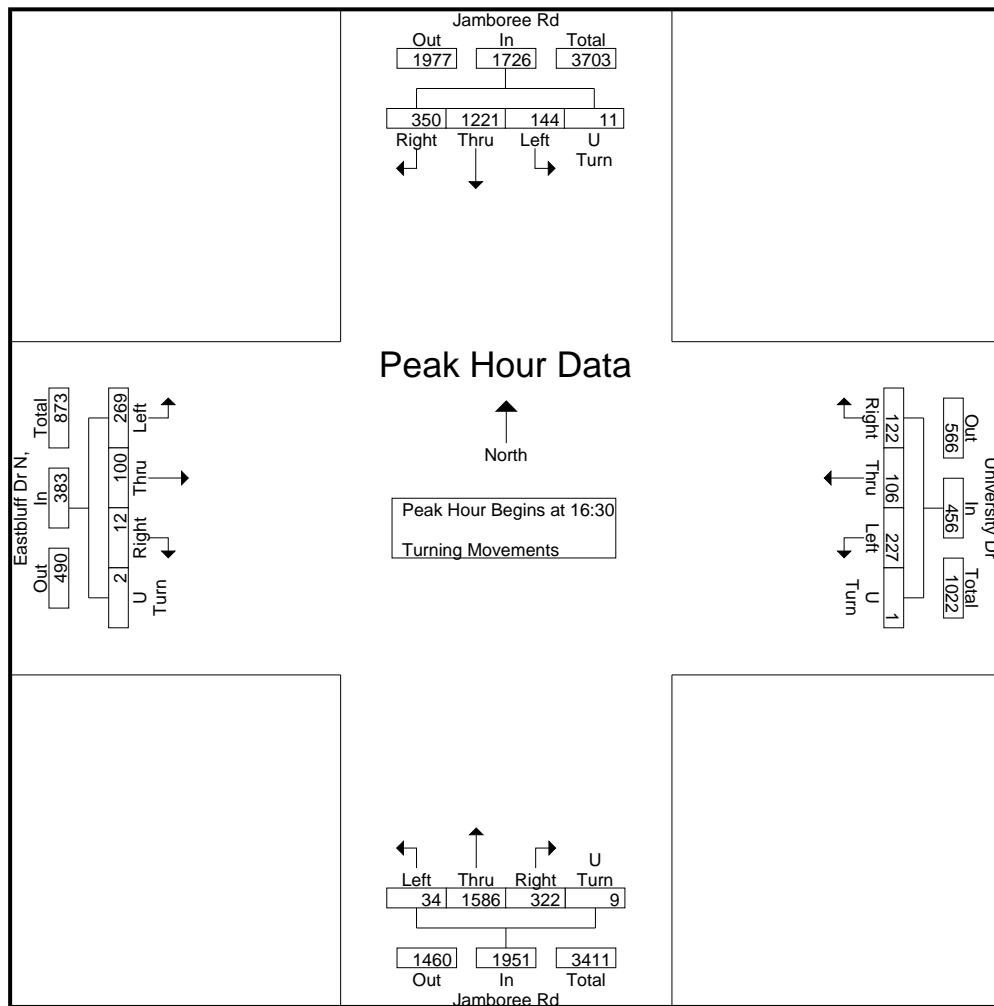 Jamboree Rd
Out In Total
1977 1726 3703
350 1221 144 11
Right Thru Left U Turn
Peak Hour Data
North
Peak Hour Begins at 16:30
Turning Movements
Eastbluff Dr N,
Total In Out
873 383 490
269 100 12 2
Left Thru Right U Turn
University Dr
Out In Total
566 456 1022
122 106 227 1
Right Thru Left U Turn
Left Thru Right U Turn
34 1586 322 9
1460 1951 3411
Out In Total
Jamboree Rd